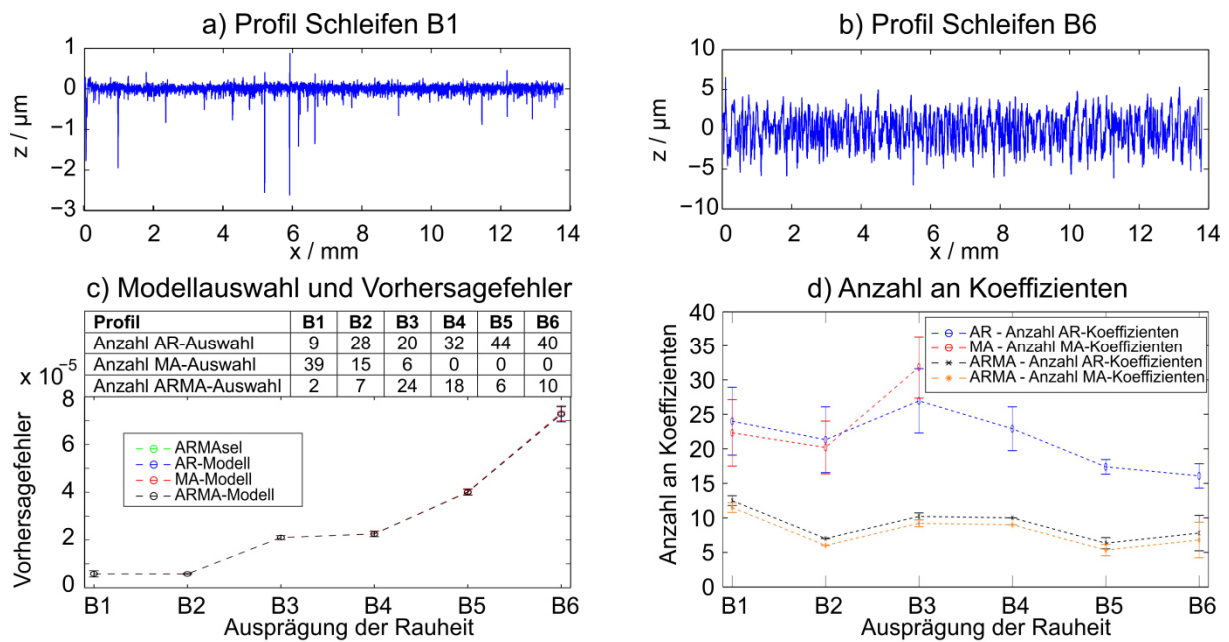 a) Profil Schleifen B1
1
0
-1
-2
-3
z / µm
0 2 4 6 8 10 12 14
x / mm
b) Profil Schleifen B6
10
5
0
-5
-10
z / µm
0 2 4 6 8 10 12 14
x / mm
c) Modellauswahl und Vorhersagefehler
Profil B1 B2 B3 B4 B5 B6
Anzahl AR-Auswahl 9 28 20 32 44 40
Anzahl MA-Auswahl 39 15 6 0 0 0
Anzahl ARMA-Auswahl 2 7 24 18 6 10
x 10⁻⁵
8
6
4
2
0
Vorhersagefehler
ARMAsel
AR-Modell
MA-Modell
ARMA-Modell
B1 B2 B3 B4 B5 B6
Ausprägung der Rauheit
d) Anzahl an Koeffizienten
40
35
30
25
20
15
10
5
0
Anzahl an Koeffizienten
AR - Anzahl AR-Koeffizienten
MA - Anzahl MA-Koeffizienten
ARMA - Anzahl AR-Koeffizienten
ARMA - Anzahl MA-Koeffizienten
B1 B2 B3 B4 B5 B6
Ausprägung der Rauheit